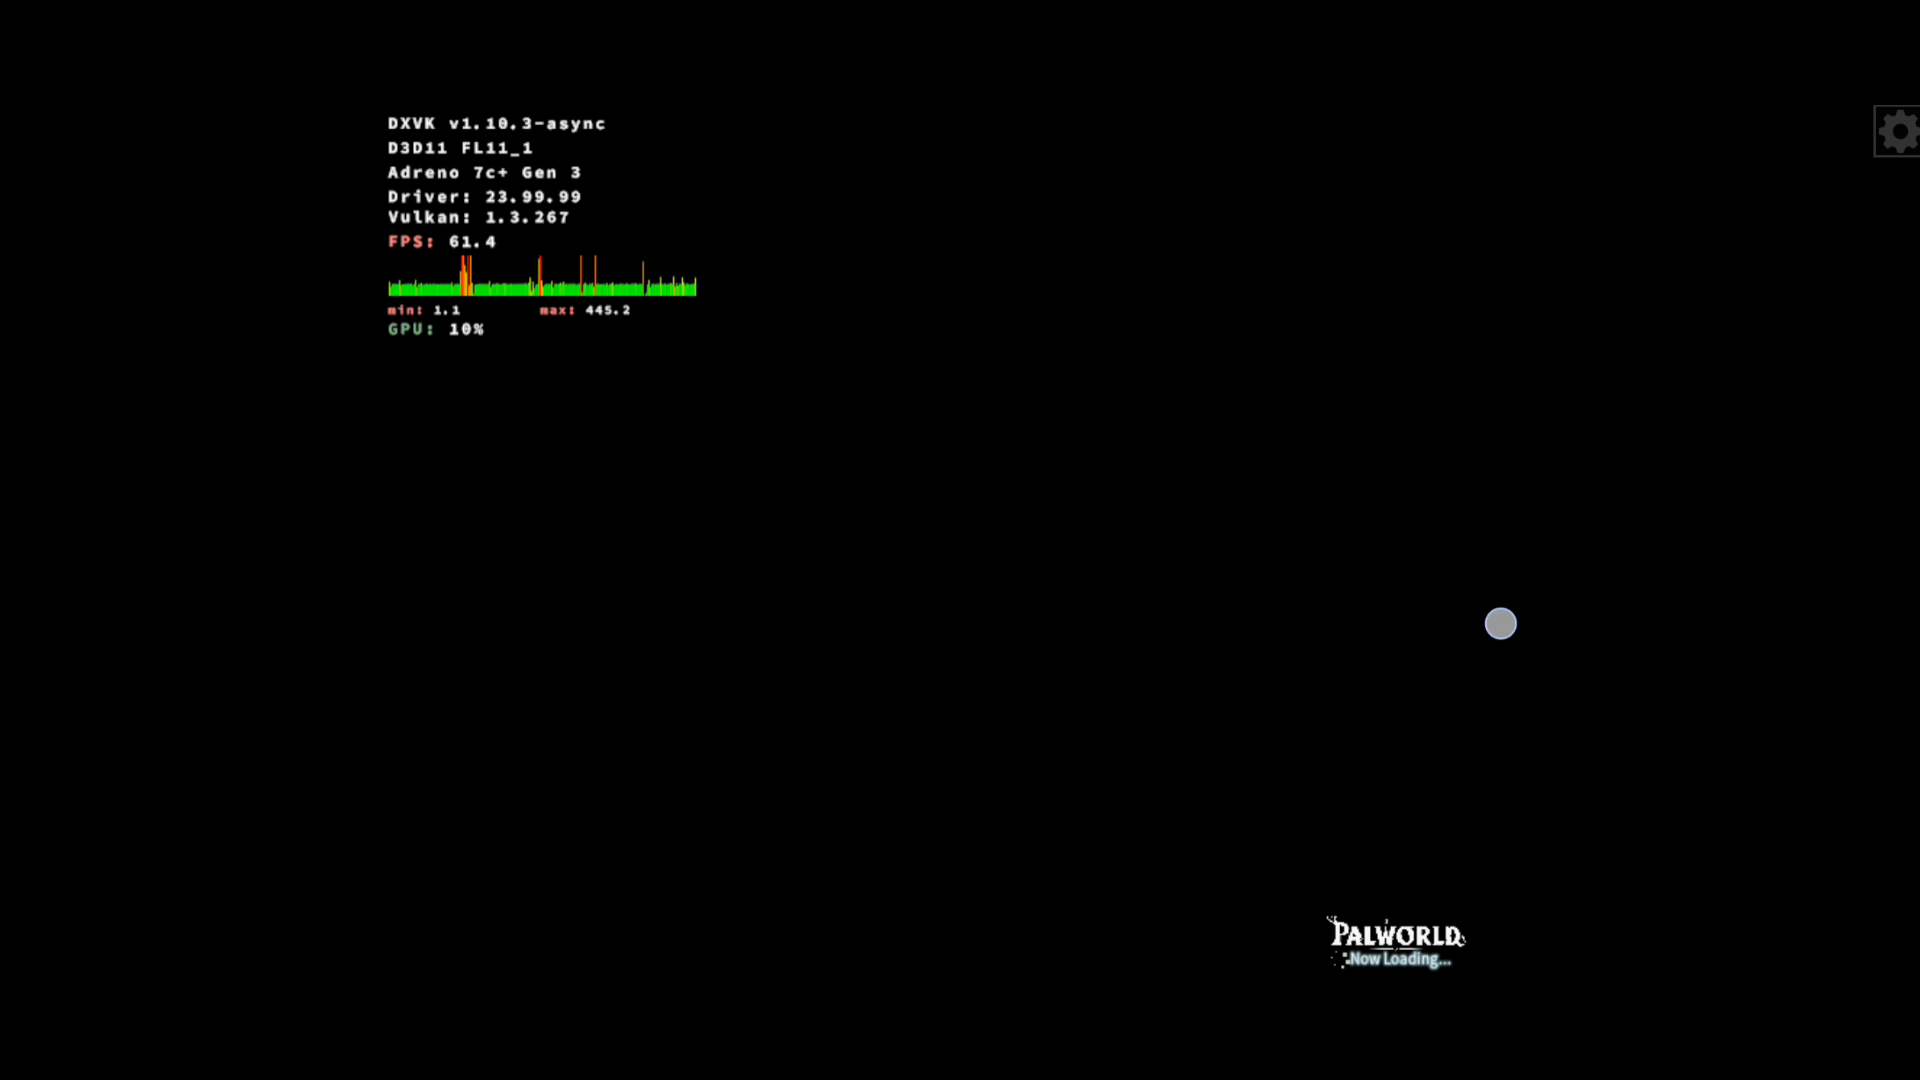 DXVK v1.10.3-async
D3D11 FL11_1
Adreno 7c+ Gen 3
Driver: 23.99.99
Vulkan: 1.3.267
FPS: 61.4
min: 1.1 max: 445.2
GPU: 10%
PALWORLD
Now Loading...